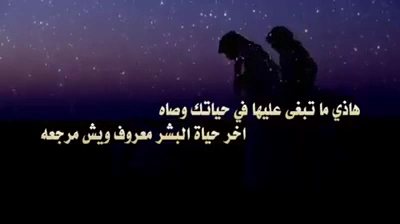 هاذي ما تبغى عليها في حياتك وصاه
اخر حياة البشر معروف ويش مرجعه